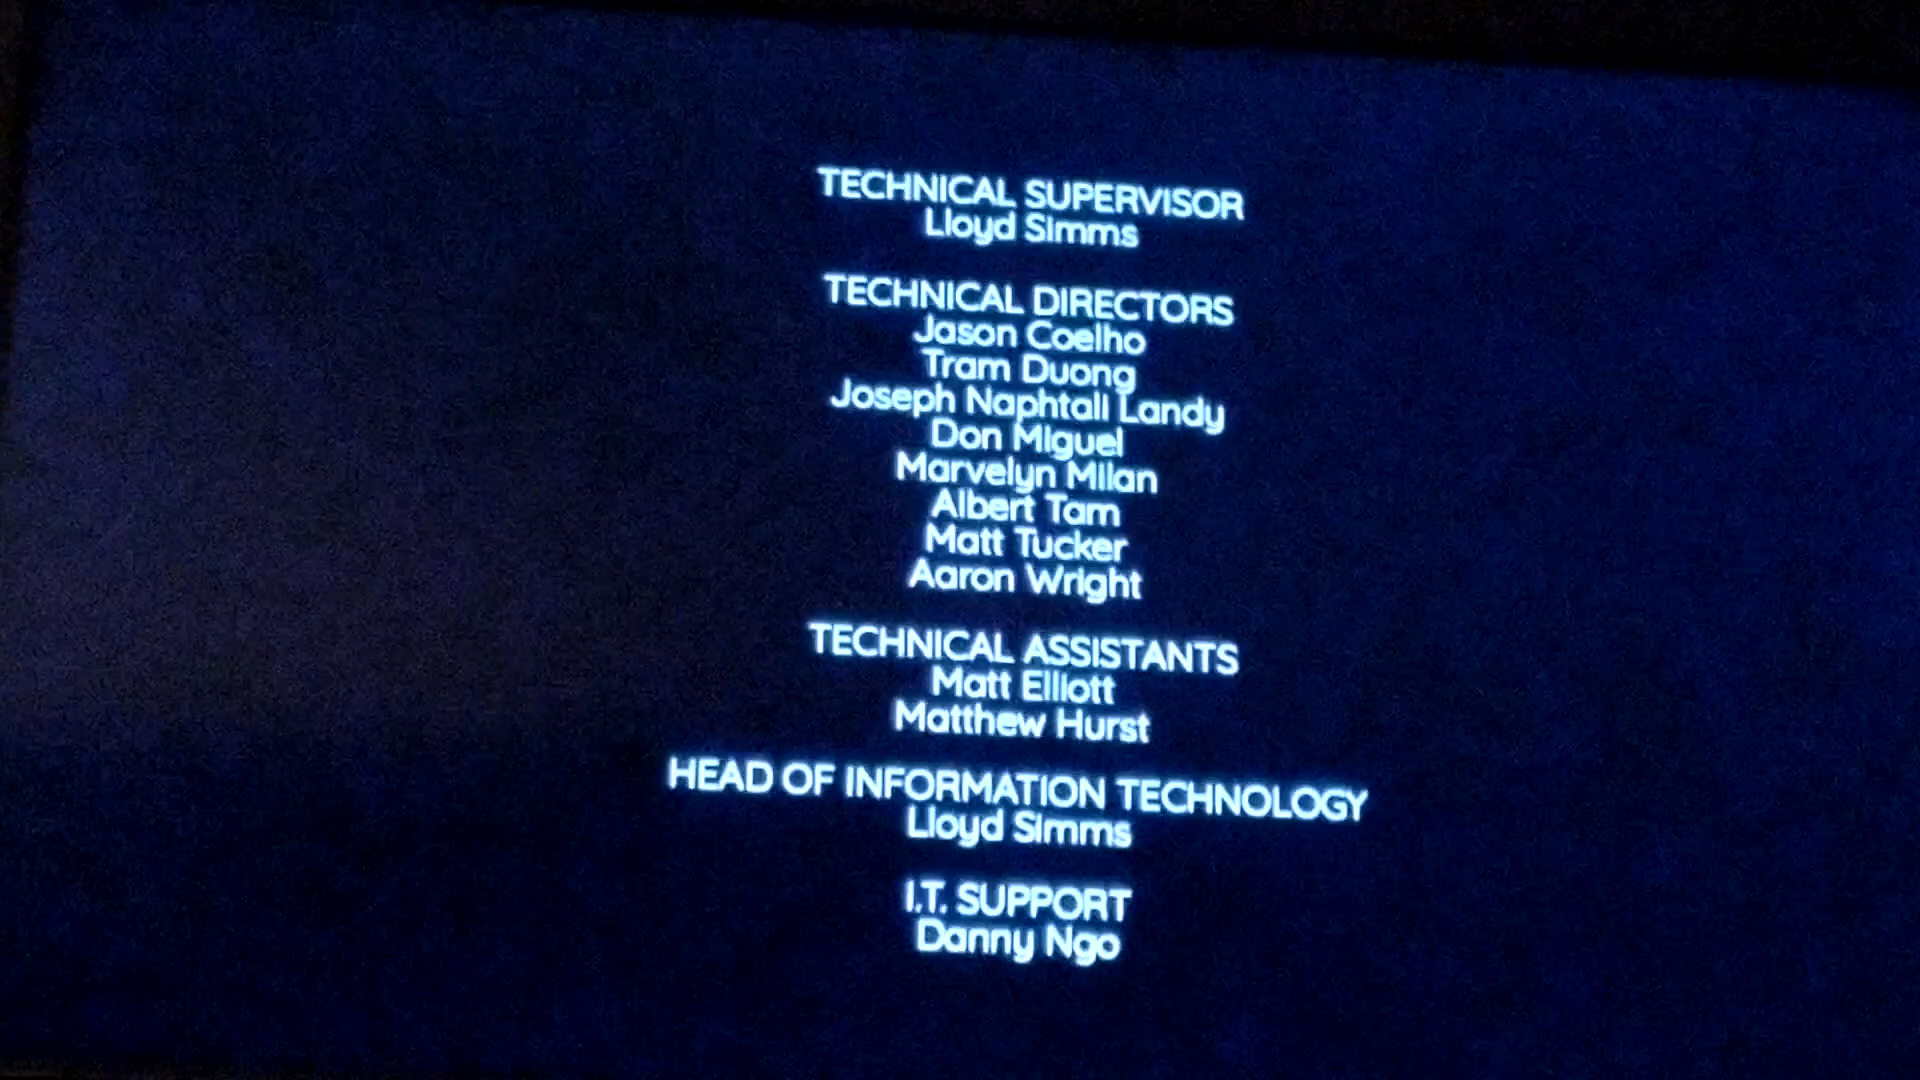 TECHNICAL SUPERVISOR
Lloyd Simms
TECHNICAL DIRECTORS
Jason Coelho
Tram Duong
Joseph Naphtali Landy
Don Miguel
Marvelyn Milan
Albert Tam
Matt Tucker
Aaron Wright
TECHNICAL ASSISTANTS
Matt Elliott
Matthew Hurst
HEAD OF INFORMATION TECHNOLOGY
Lloyd Simms
I.T. SUPPORT
Danny Ngo